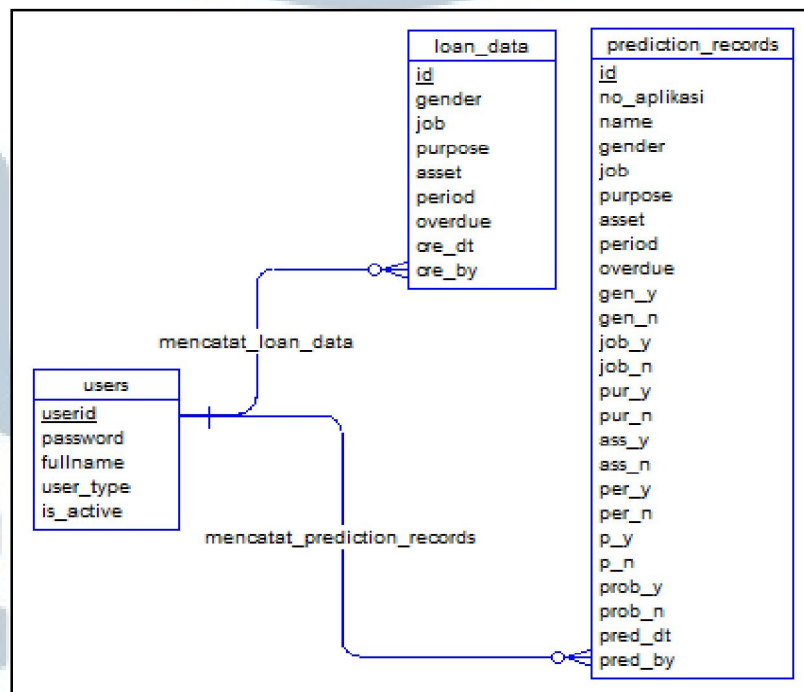 loan_data
id
gender
job
purpose
asset
period
overdue
cre_dt
cre_by
prediction_records
id
no_aplikasi
name
gender
job
purpose
asset
period
overdue
gen_y
gen_n
job_y
job_n
pur_y
pur_n
ass_y
ass_n
per_y
per_n
p_y
p_n
prob_y
prob_n
pred_dt
pred_by
mencatat_loan_data
users
userid
password
fullname
user_type
is_active
mencatat_prediction_records